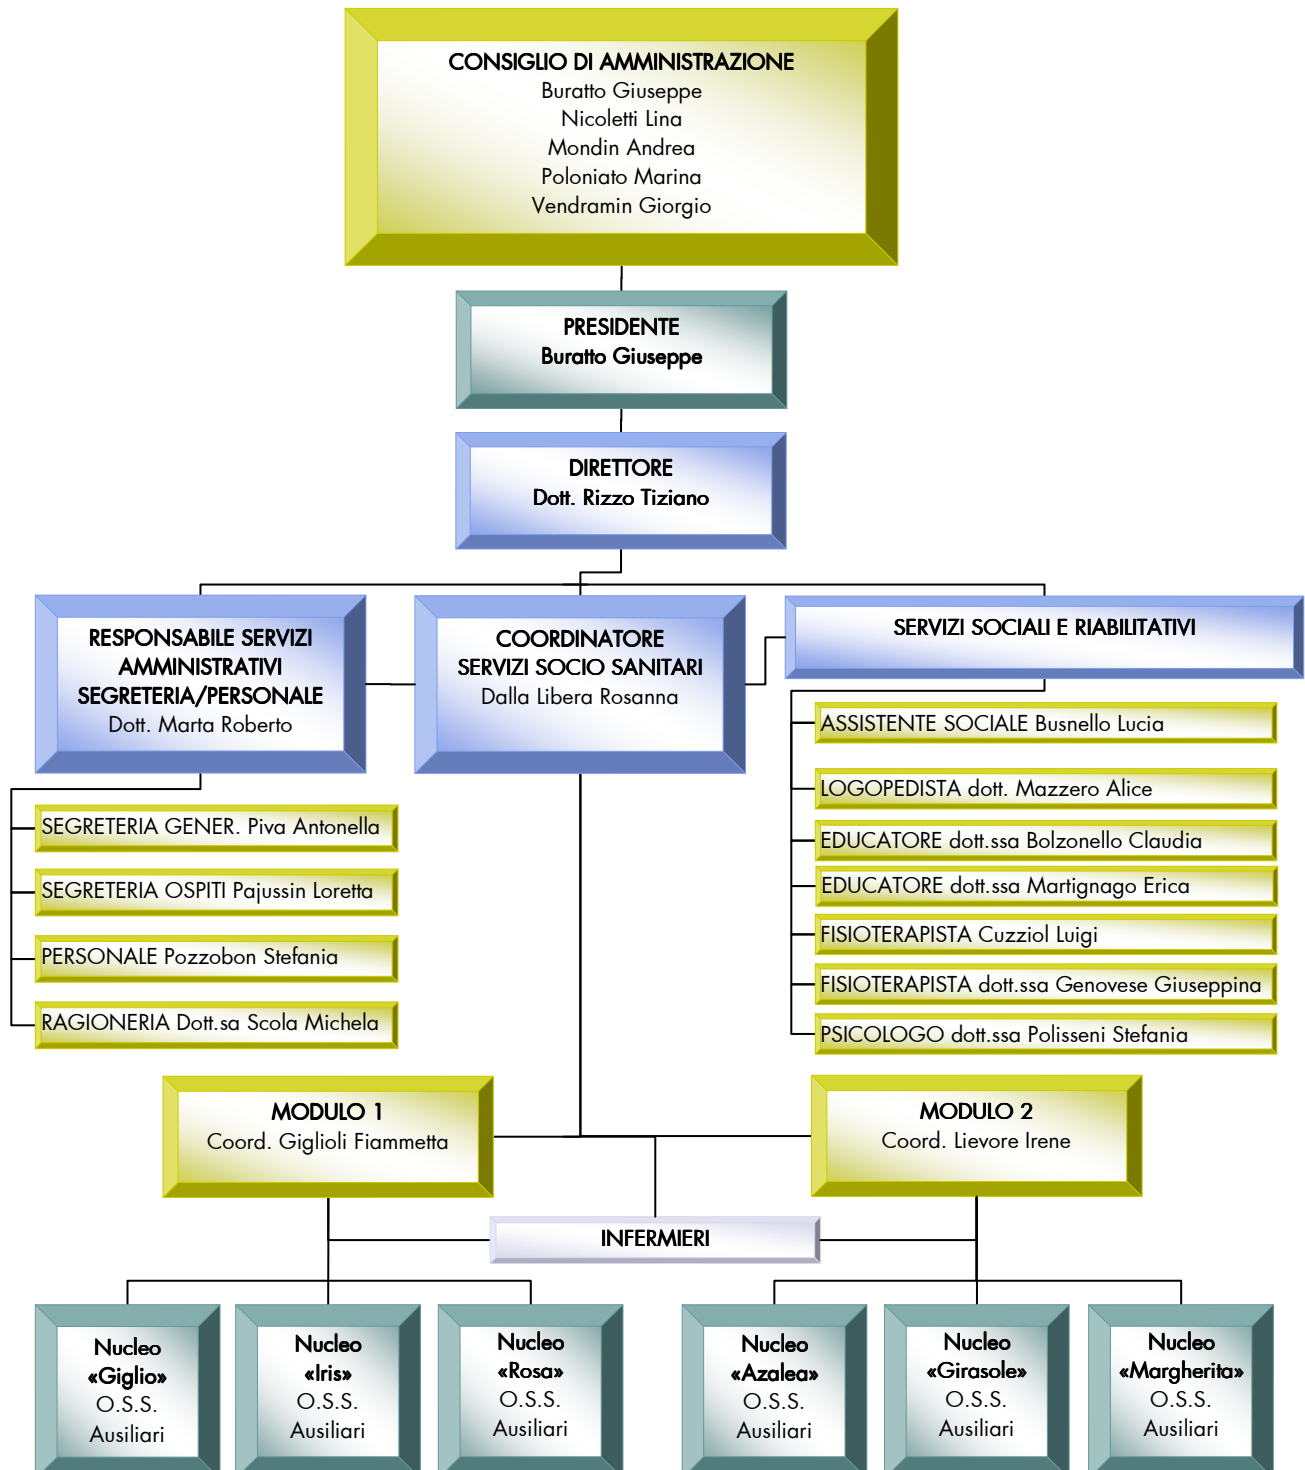 CONSIGLIO DI AMMINISTRAZIONE
Buratto Giuseppe
Nicoletti Lina
Mondin Andrea
Poloniato Marina
Vendramin Giorgio
PRESIDENTE
Buratto Giuseppe
DIRETTORE
Dott. Rizzo Tiziano
RESPONSABILE SERVIZI
AMMINISTRATIVI
SEGRETERIA/PERSONALE
Dott. Marta Roberto
COORDINATORE
SERVIZI SOCIO SANITARI
Dalla Libera Rosanna
SERVIZI SOCIALI E RIABILITATIVI
SEGRETERIA GENER. Piva Antonella
SEGRETERIA OSPITI Pajussin Loretta
PERSONALE Pozzobon Stefania
RAGIONERIA Dott.sa Scola Michela
ASSISTENTE SOCIALE Busnello Lucia
LOGOPEDISTA dott. Mazzero Alice
EDUCATORE dott.ssa Bolzonello Claudia
EDUCATORE dott.ssa Martignago Erica
FISIOTERAPISTA Cuzziol Luigi
FISIOTERAPISTA dott.ssa Genovese Giuseppina
PSICOLOGO dott.ssa Polisseni Stefania
MODULO 1
Coord. Giglioli Fiammetta
MODULO 2
Coord. Lievore Irene
INFERMIERI
Nucleo
«Giglio»
O.S.S.
Ausiliari
Nucleo
«Iris»
O.S.S.
Ausiliari
Nucleo
«Rosa»
O.S.S.
Ausiliari
Nucleo
«Azalea»
O.S.S.
Ausiliari
Nucleo
«Girasole»
O.S.S.
Ausiliari
Nucleo
«Margherita»
O.S.S.
Ausiliari